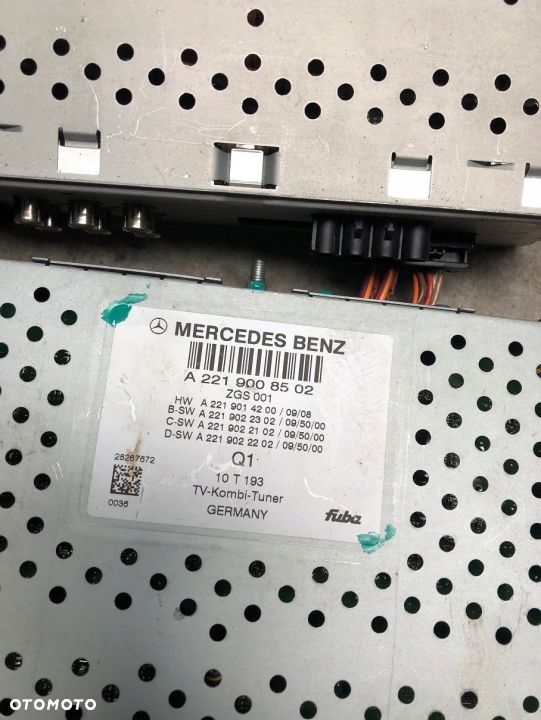 MERCEDES BENZ
A 221 900 85 02
ZGS 001
HW A 221 901 42 00 / 09/08
B-SW A 221 902 23 02 / 09/50/00
C-SW A 221 902 21 02 / 09/50/00
D-SW A 221 902 22 02 / 09/50/00
Q1
28267672
10 T 193
TV-Kombi-Tuner
0036
GERMANY
fuba
OTOMOTO
OTOMOTO